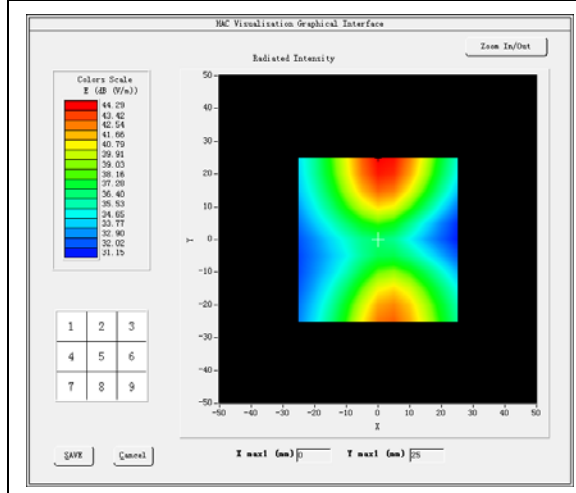 HAC Visualisation Graphical Interface
Zoom In/Out
Radiated Intensity
Colors Scale
E (dB (V/m))
44.29
43.42
42.54
41.66
40.79
39.91
39.03
38.16
37.28
36.40
35.53
34.65
33.77
32.90
32.02
31.15
50
40
30
20
10
0
-10
-20
-30
-40
-50
Y
-50 -40 -30 -20 -10 0 10 20 30 40 50
X
1 2 3
4 5 6
7 8 9
SAVE
Cancel
X max1 (mm) 0
Y max1 (mm) 25